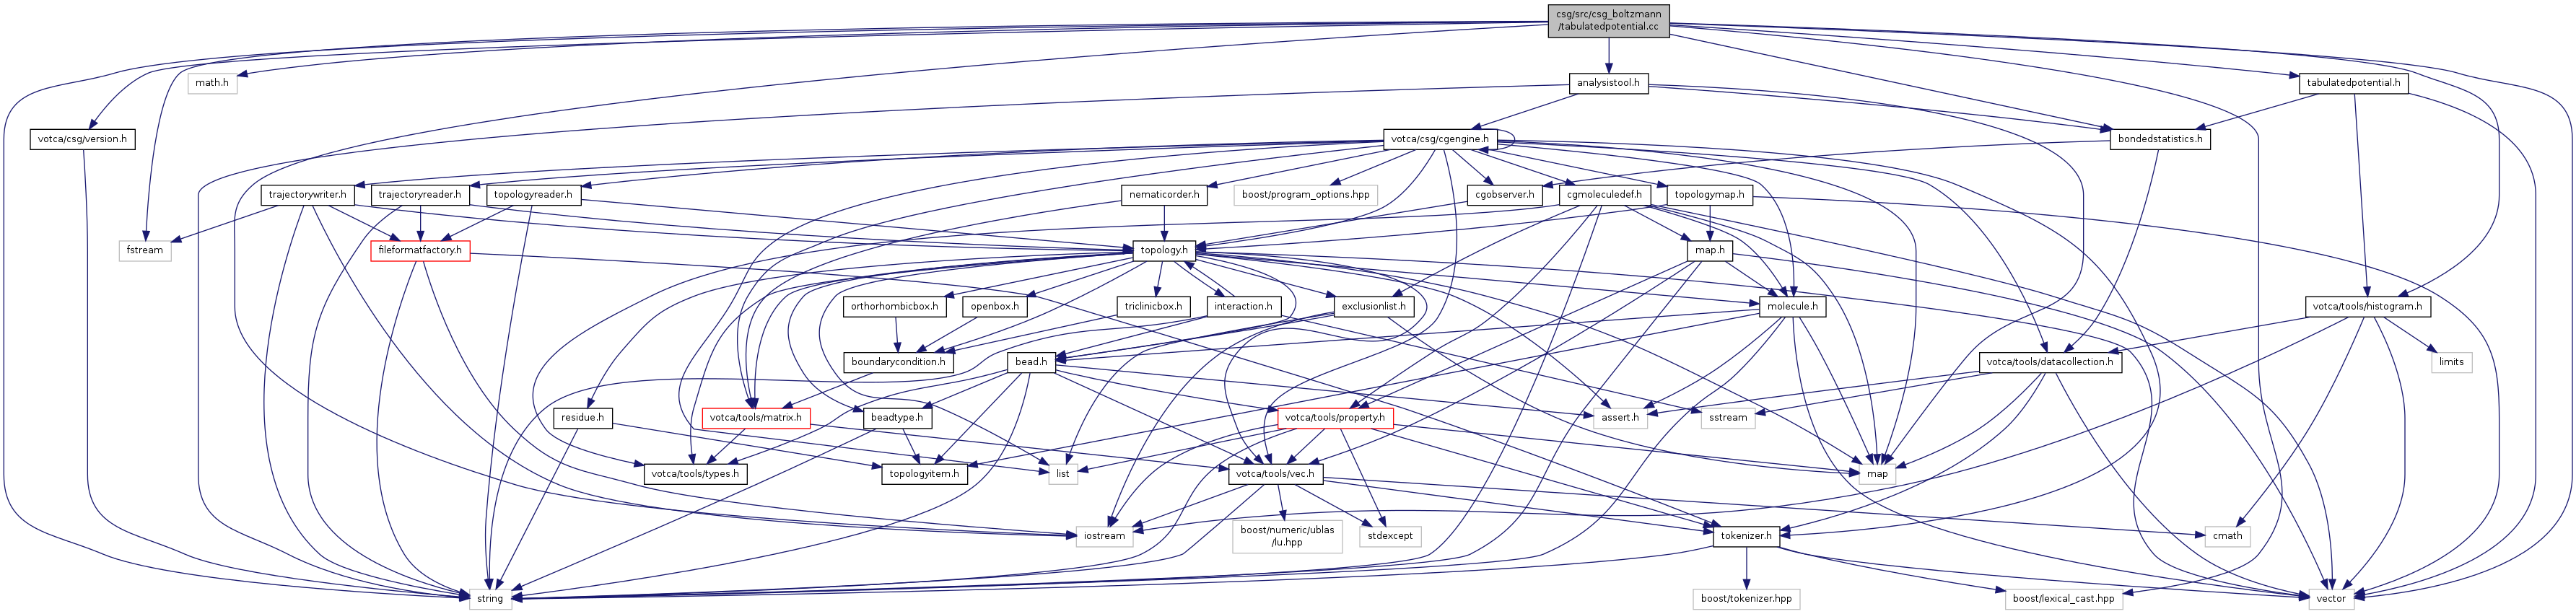 csg/src/csg_boltzmann
/tabulatedpotential.cc
math.h
analysistool.h
tabulatedpotential.h
votca/csg/version.h
votca/csg/cgengine.h
bondedstatistics.h
trajectorywriter.h
trajectoryreader.h
topologyreader.h
nematicorder.h
boost/program_options.hpp
cgobserver.h
cgmoleculedef.h
topologymap.h
fstream
fileformatfactory.h
topology.h
map.h
orthorhombicbox.h
openbox.h
triclinicbox.h
interaction.h
exclusionlist.h
molecule.h
votca/tools/histogram.h
boundarycondition.h
bead.h
votca/tools/datacollection.h
limits
residue.h
votca/tools/matrix.h
beadtype.h
votca/tools/property.h
assert.h
sstream
votca/tools/types.h
topologyitem.h
list
votca/tools/vec.h
map
iostream
boost/numeric/ublas
/lu.hpp
stdexcept
tokenizer.h
cmath
string
boost/tokenizer.hpp
boost/lexical_cast.hpp
vector